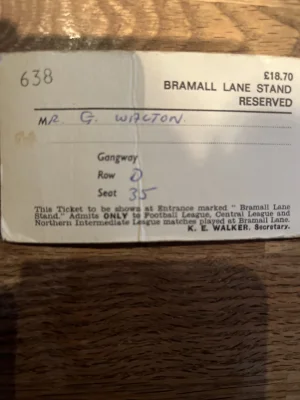 638
£18.70
BRAMALL LANE STAND
RESERVED
MR. G. WALTON.
Gangway
Row D
Seat 35
This Ticket to be shown at Entrance marked “ Bramall Lane
Stand.” Admits ONLY to Football League, Central League and
Northern Intermediate League matches played at Bramall Lane.
K. E. WALKER. Secretary.